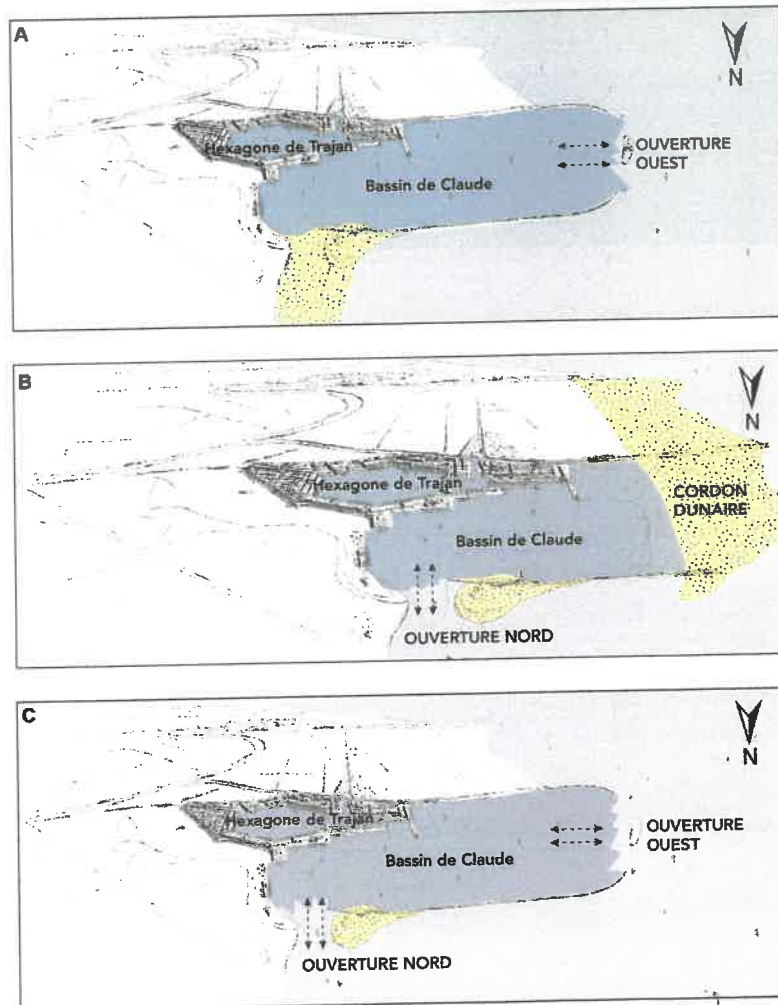 A
N
Hexagone de Trajan
OUVERTURE
OUEST
Bassin de Claude
B
N
Hexagone de Trajan
CORDON
DUNAIRE
Bassin de Claude
OUVERTURE NORD
C
N
Hexagone de Trajan
OUVERTURE
OUEST
Bassin de Claude
OUVERTURE NORD